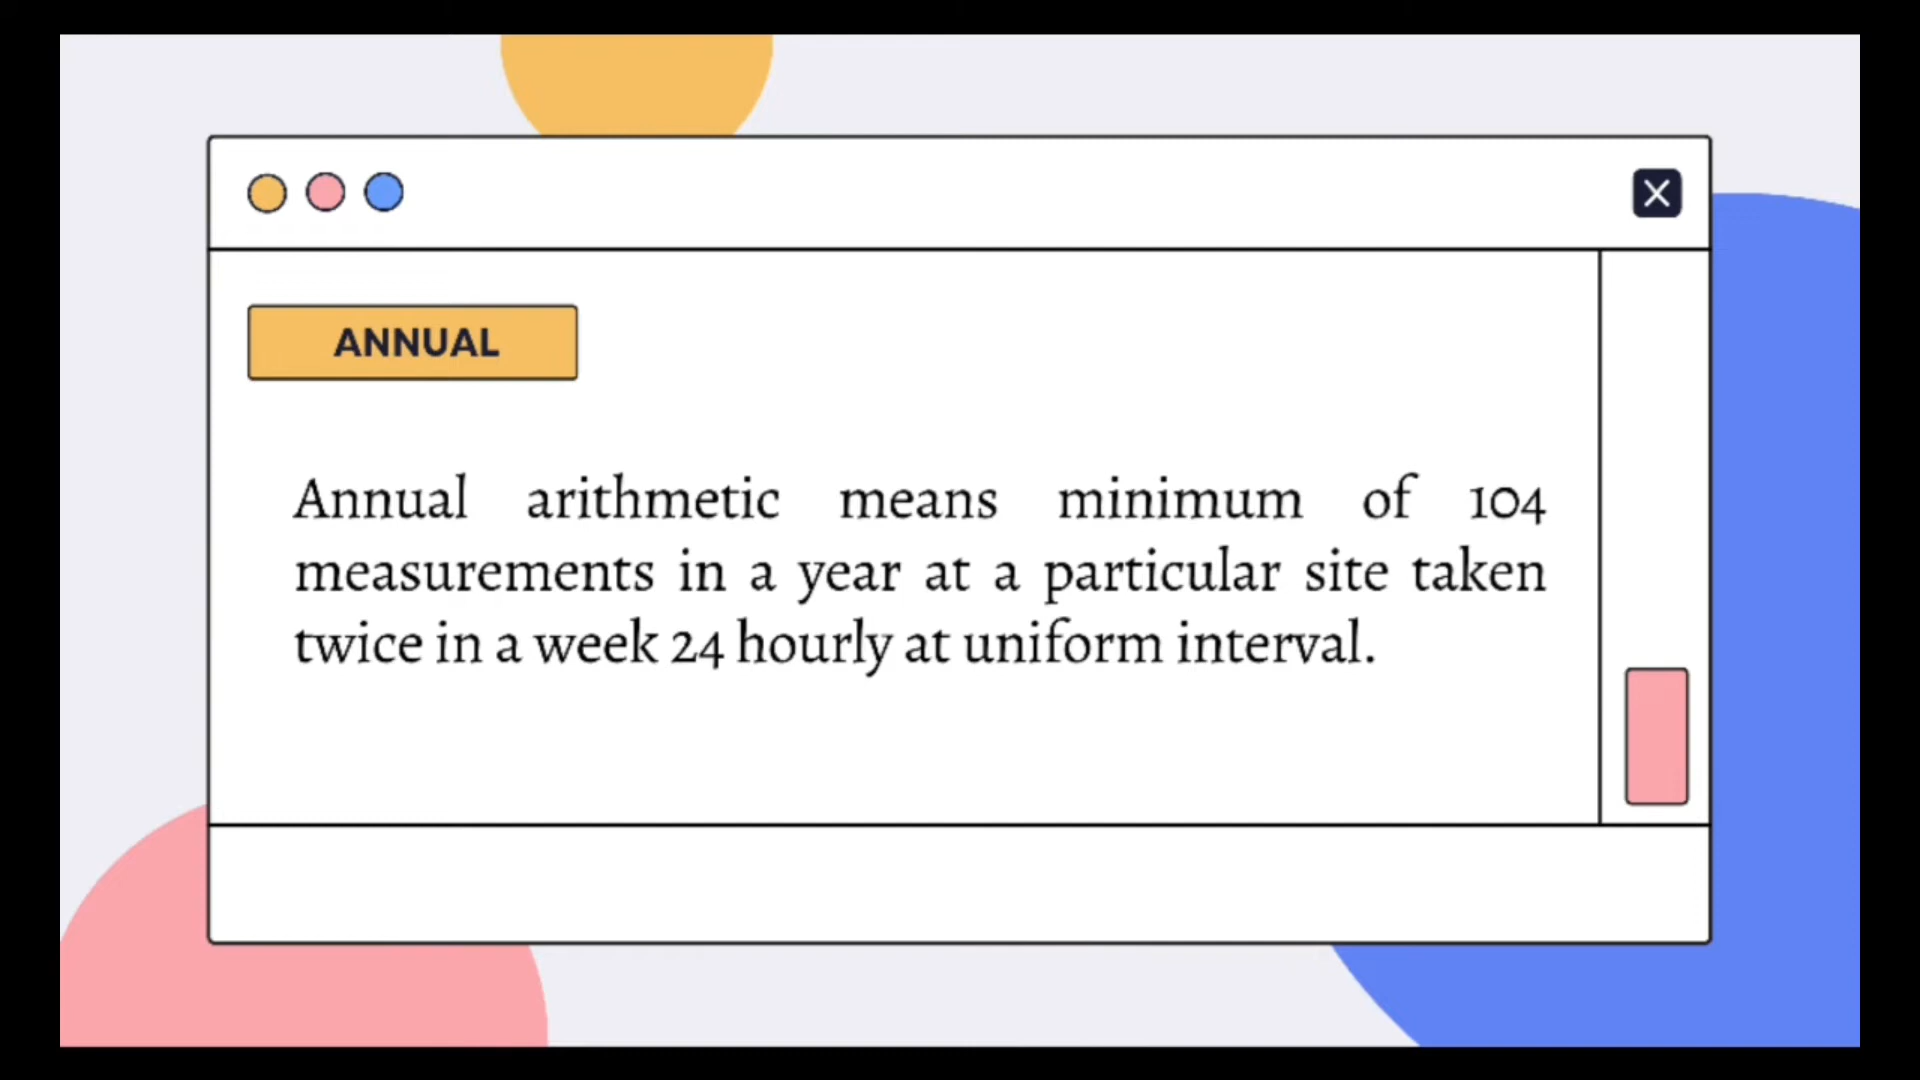 ANNUAL
Annual arithmetic means minimum of 104
measurements in a year at a particular site taken
twice in a week 24 hourly at uniform interval.